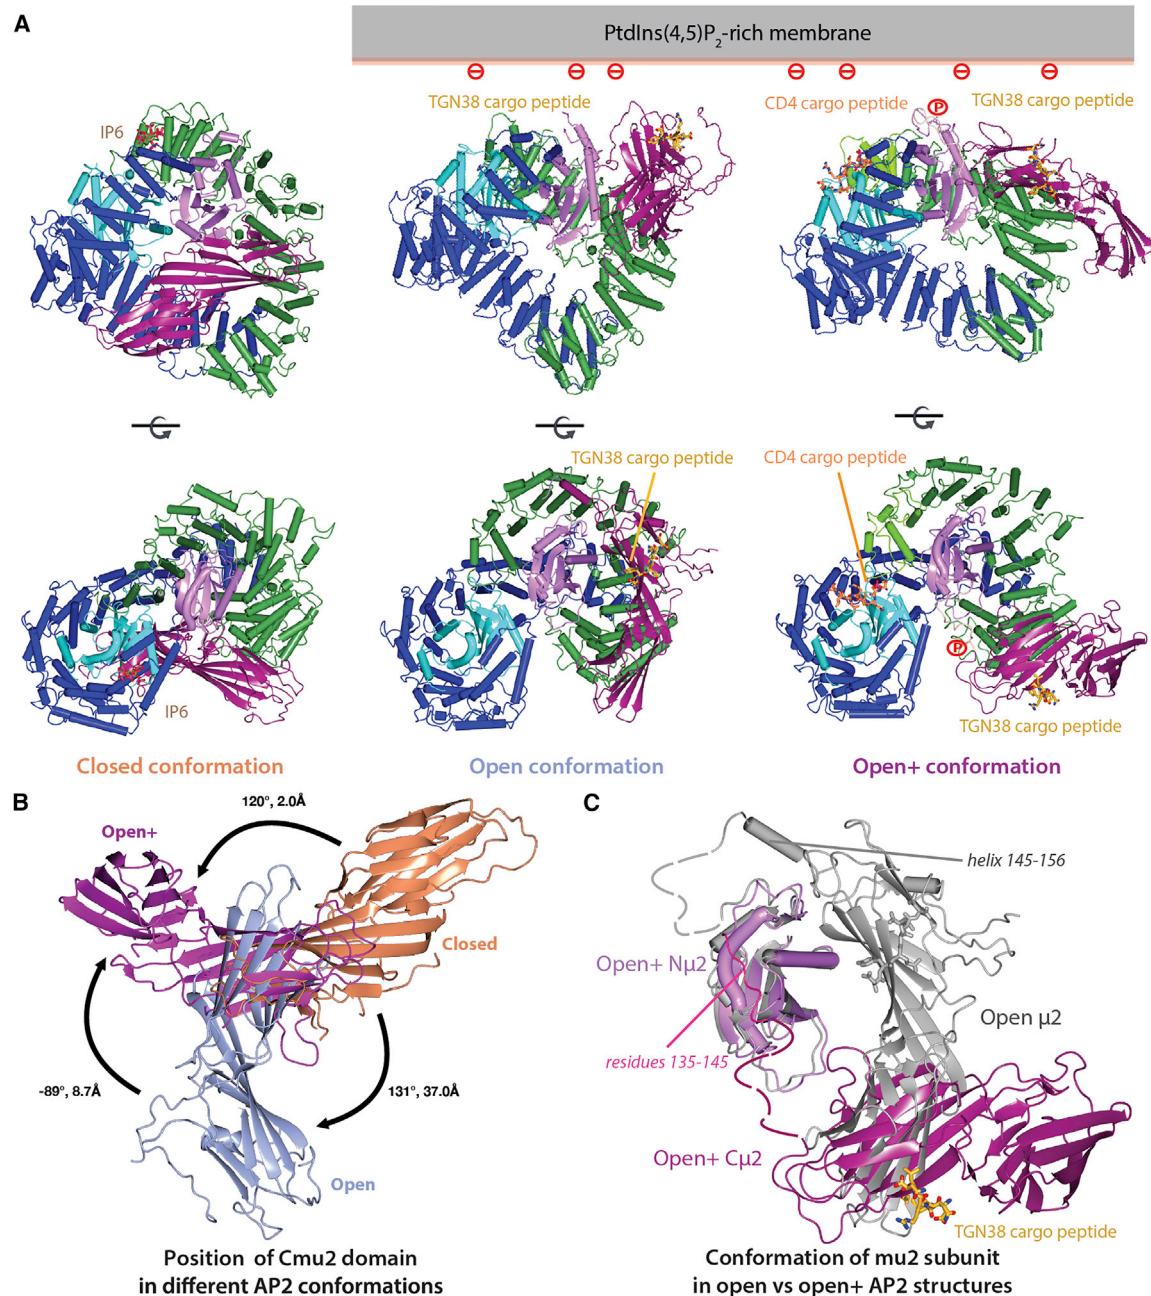 A
PtdIns(4,5)P2-rich membrane
IP6
TGN38 cargo peptide
CD4 cargo peptide
P
TGN38 cargo peptide
TGN38 cargo peptide
CD4 cargo peptide
IP6
P
TGN38 cargo peptide
Closed conformation
Open conformation
Open+ conformation
B
120°, 2.0Å
Open+
Closed
-89°, 8.7Å
131°, 37.0Å
Open
Position of Cmu2 domain
in different AP2 conformations
C
helix 145-156
Open+ Nµ2
Open µ2
residues 135-145
Open+ Cµ2
TGN38 cargo peptide
Conformation of mu2 subunit
in open vs open+ AP2 structures